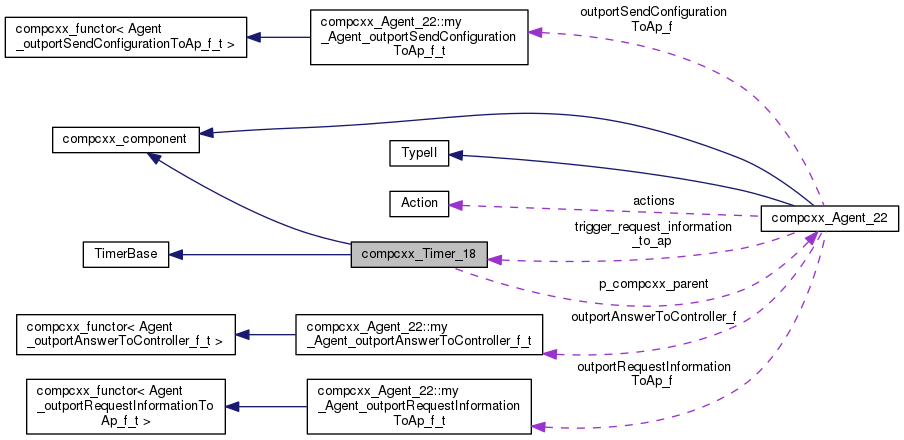 compcxx_functor< Agent
_outportSendConfigurationToAp_f_t >
compcxx_Agent_22::my
_Agent_outportSendConfiguration
ToAp_f_t
outportSendConfiguration
ToAp_f
compcxx_component
TypeII
Action
actions
compcxx_Agent_22
trigger_request_information
_to_ap
TimerBase
compcxx_Timer_18
p_compcxx_parent
outportAnswerToController_f
compcxx_functor< Agent
_outportAnswerToController_f_t >
compcxx_Agent_22::my
_Agent_outportAnswerToController_f_t
outportRequestInformation
ToAp_f
compcxx_functor< Agent
_outportRequestInformationTo
Ap_f_t >
compcxx_Agent_22::my
_Agent_outportRequestInformation
ToAp_f_t